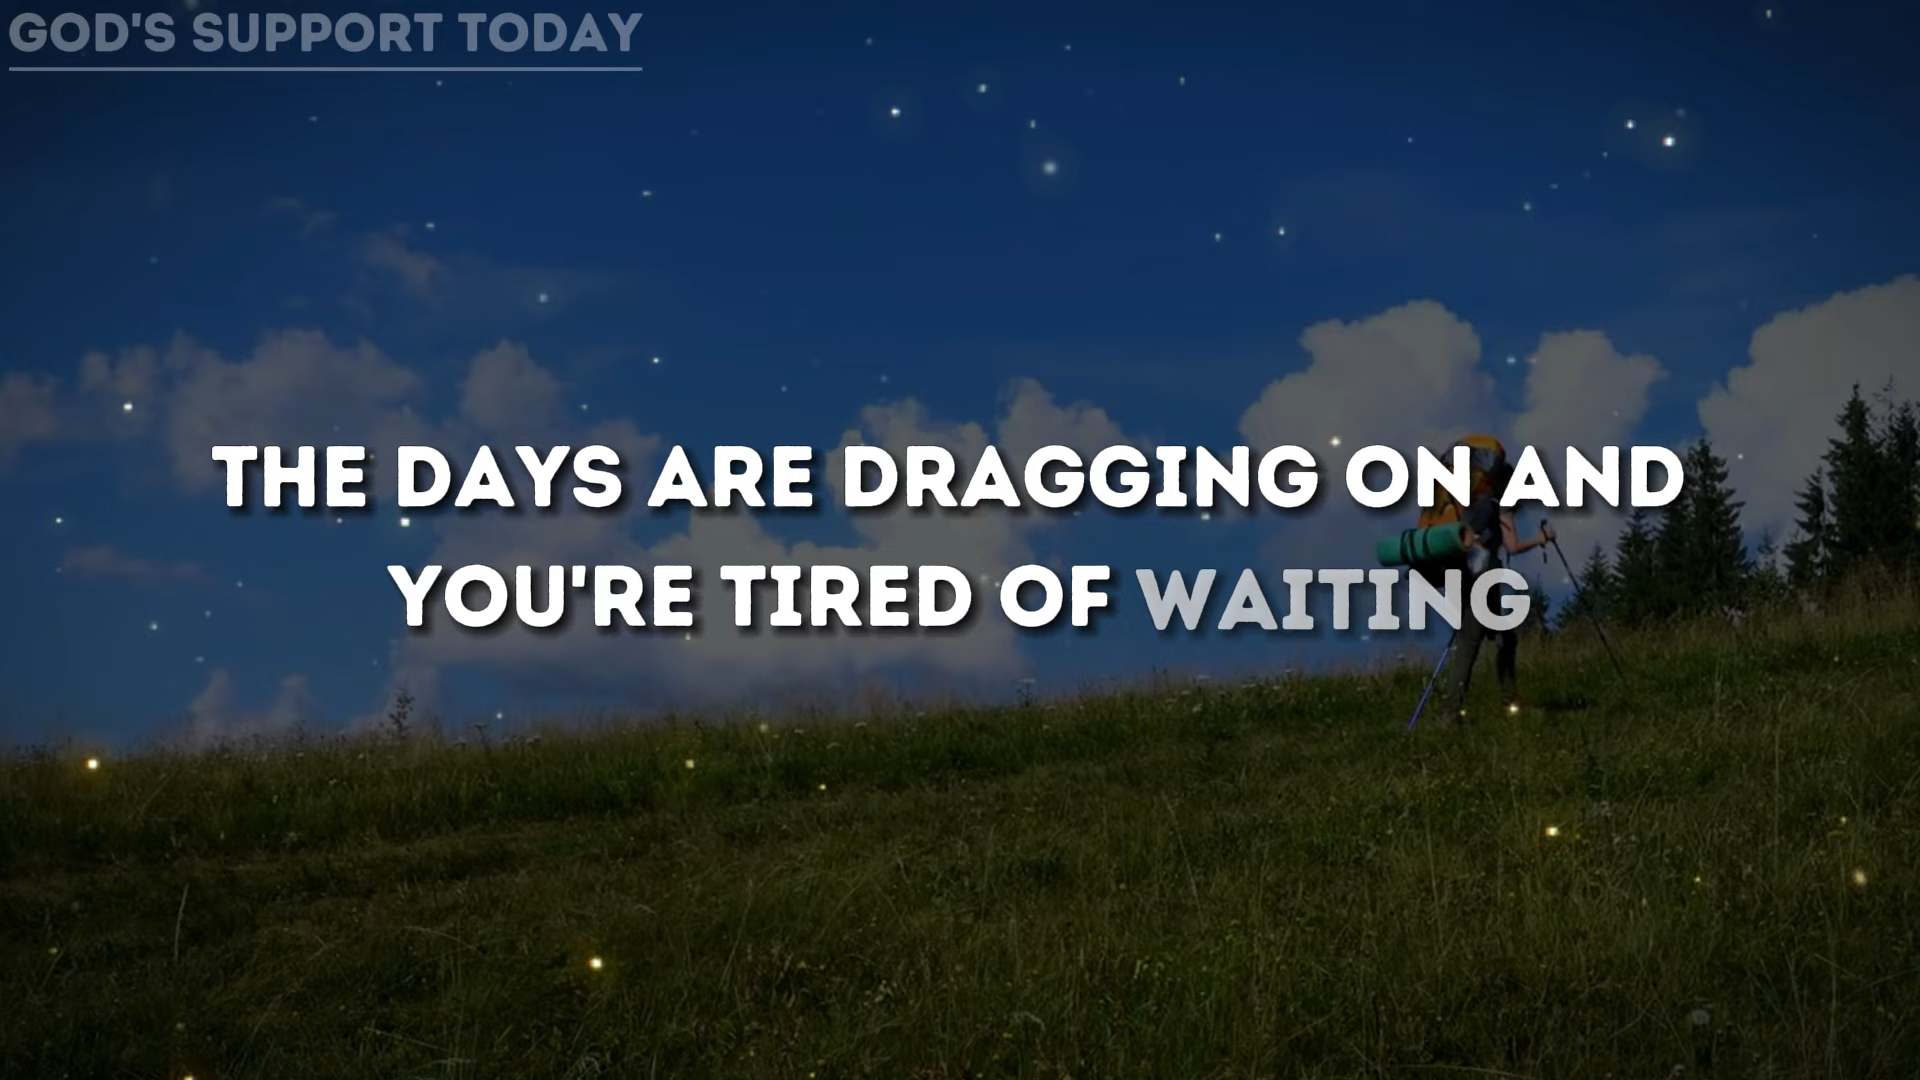 GOD'S SUPPORT TODAY
THE DAYS ARE DRAGGING ON AND
YOU'RE TIRED OF WAITING